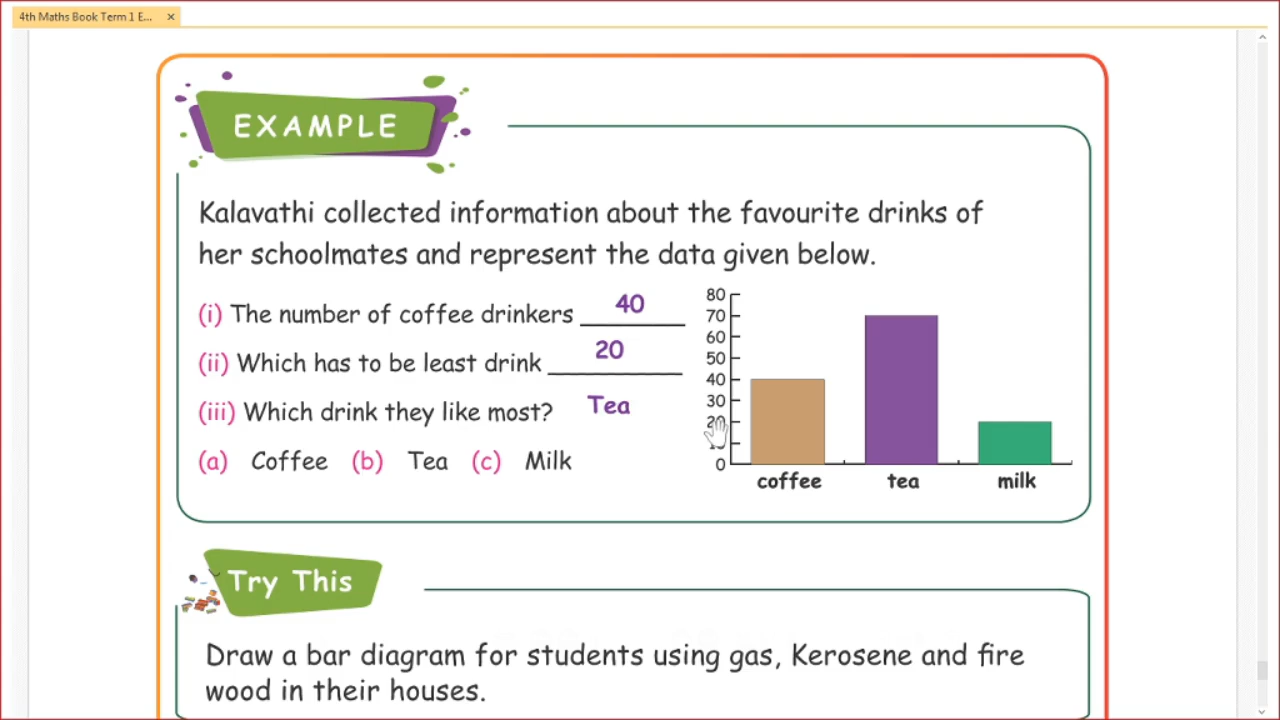 4th Maths Book Term 1 E... ×
EXAMPLE
Kalavathi collected information about the favourite drinks of
her schoolmates and represent the data given below.
(i) The number of coffee drinkers ______ 40
(ii) Which has to be least drink ______ 20
(iii) Which drink they like most? Tea
(a) Coffee (b) Tea (c) Milk
80
70
60
50
40
30
0
coffee tea milk
Try This
Draw a bar diagram for students using gas, Kerosene and fire
wood in their houses.